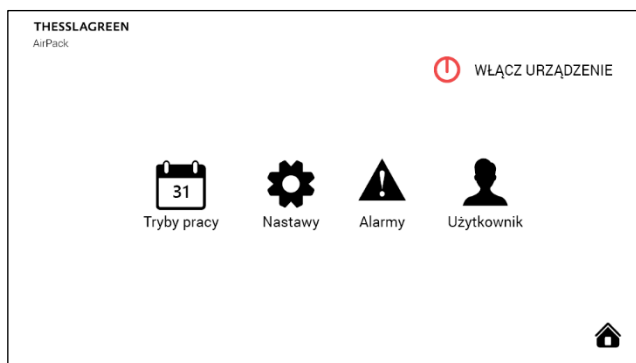 THESSLAGREEN
AirPack
WŁĄCZ URZĄDZENIE
31
Tryby pracy
Nastawy
Alarmy
Użytkownik